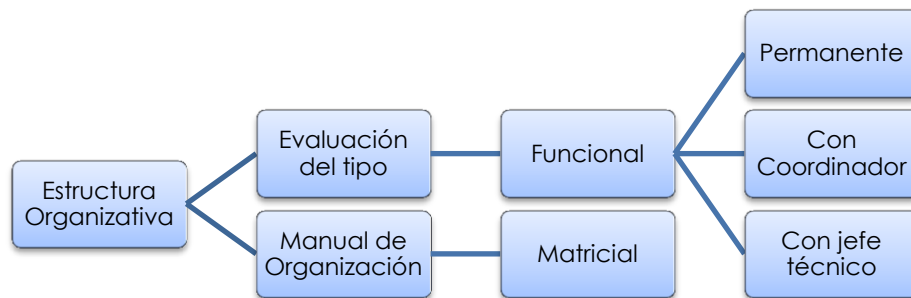 Estructura
Organizativa
Evaluación
del tipo
Manual de
Organización
Funcional
Matricial
Permanente
Con
Coordinador
Con jefe
técnico